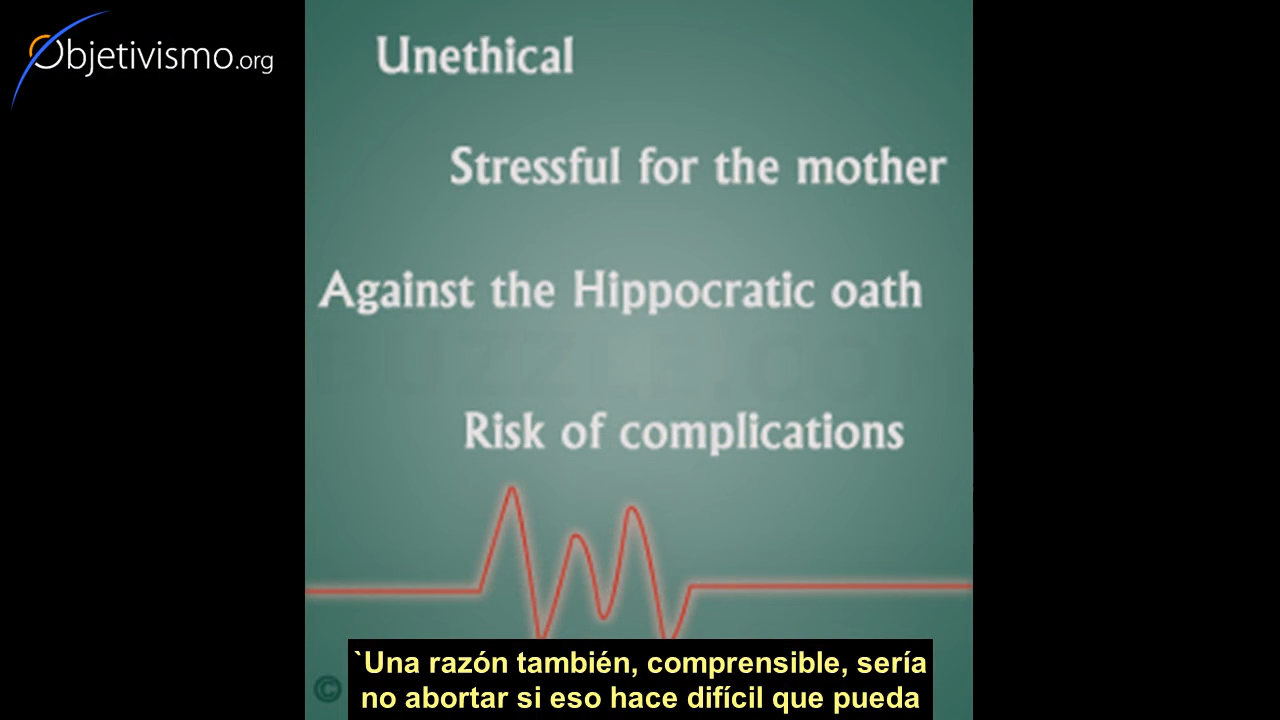 Objetivismo.org
Unethical
Stressful for the mother
Against the Hippocratic oath
Risk of complications
©
`Una razón también, comprensible, sería
no abortar si eso hace difícil que pueda